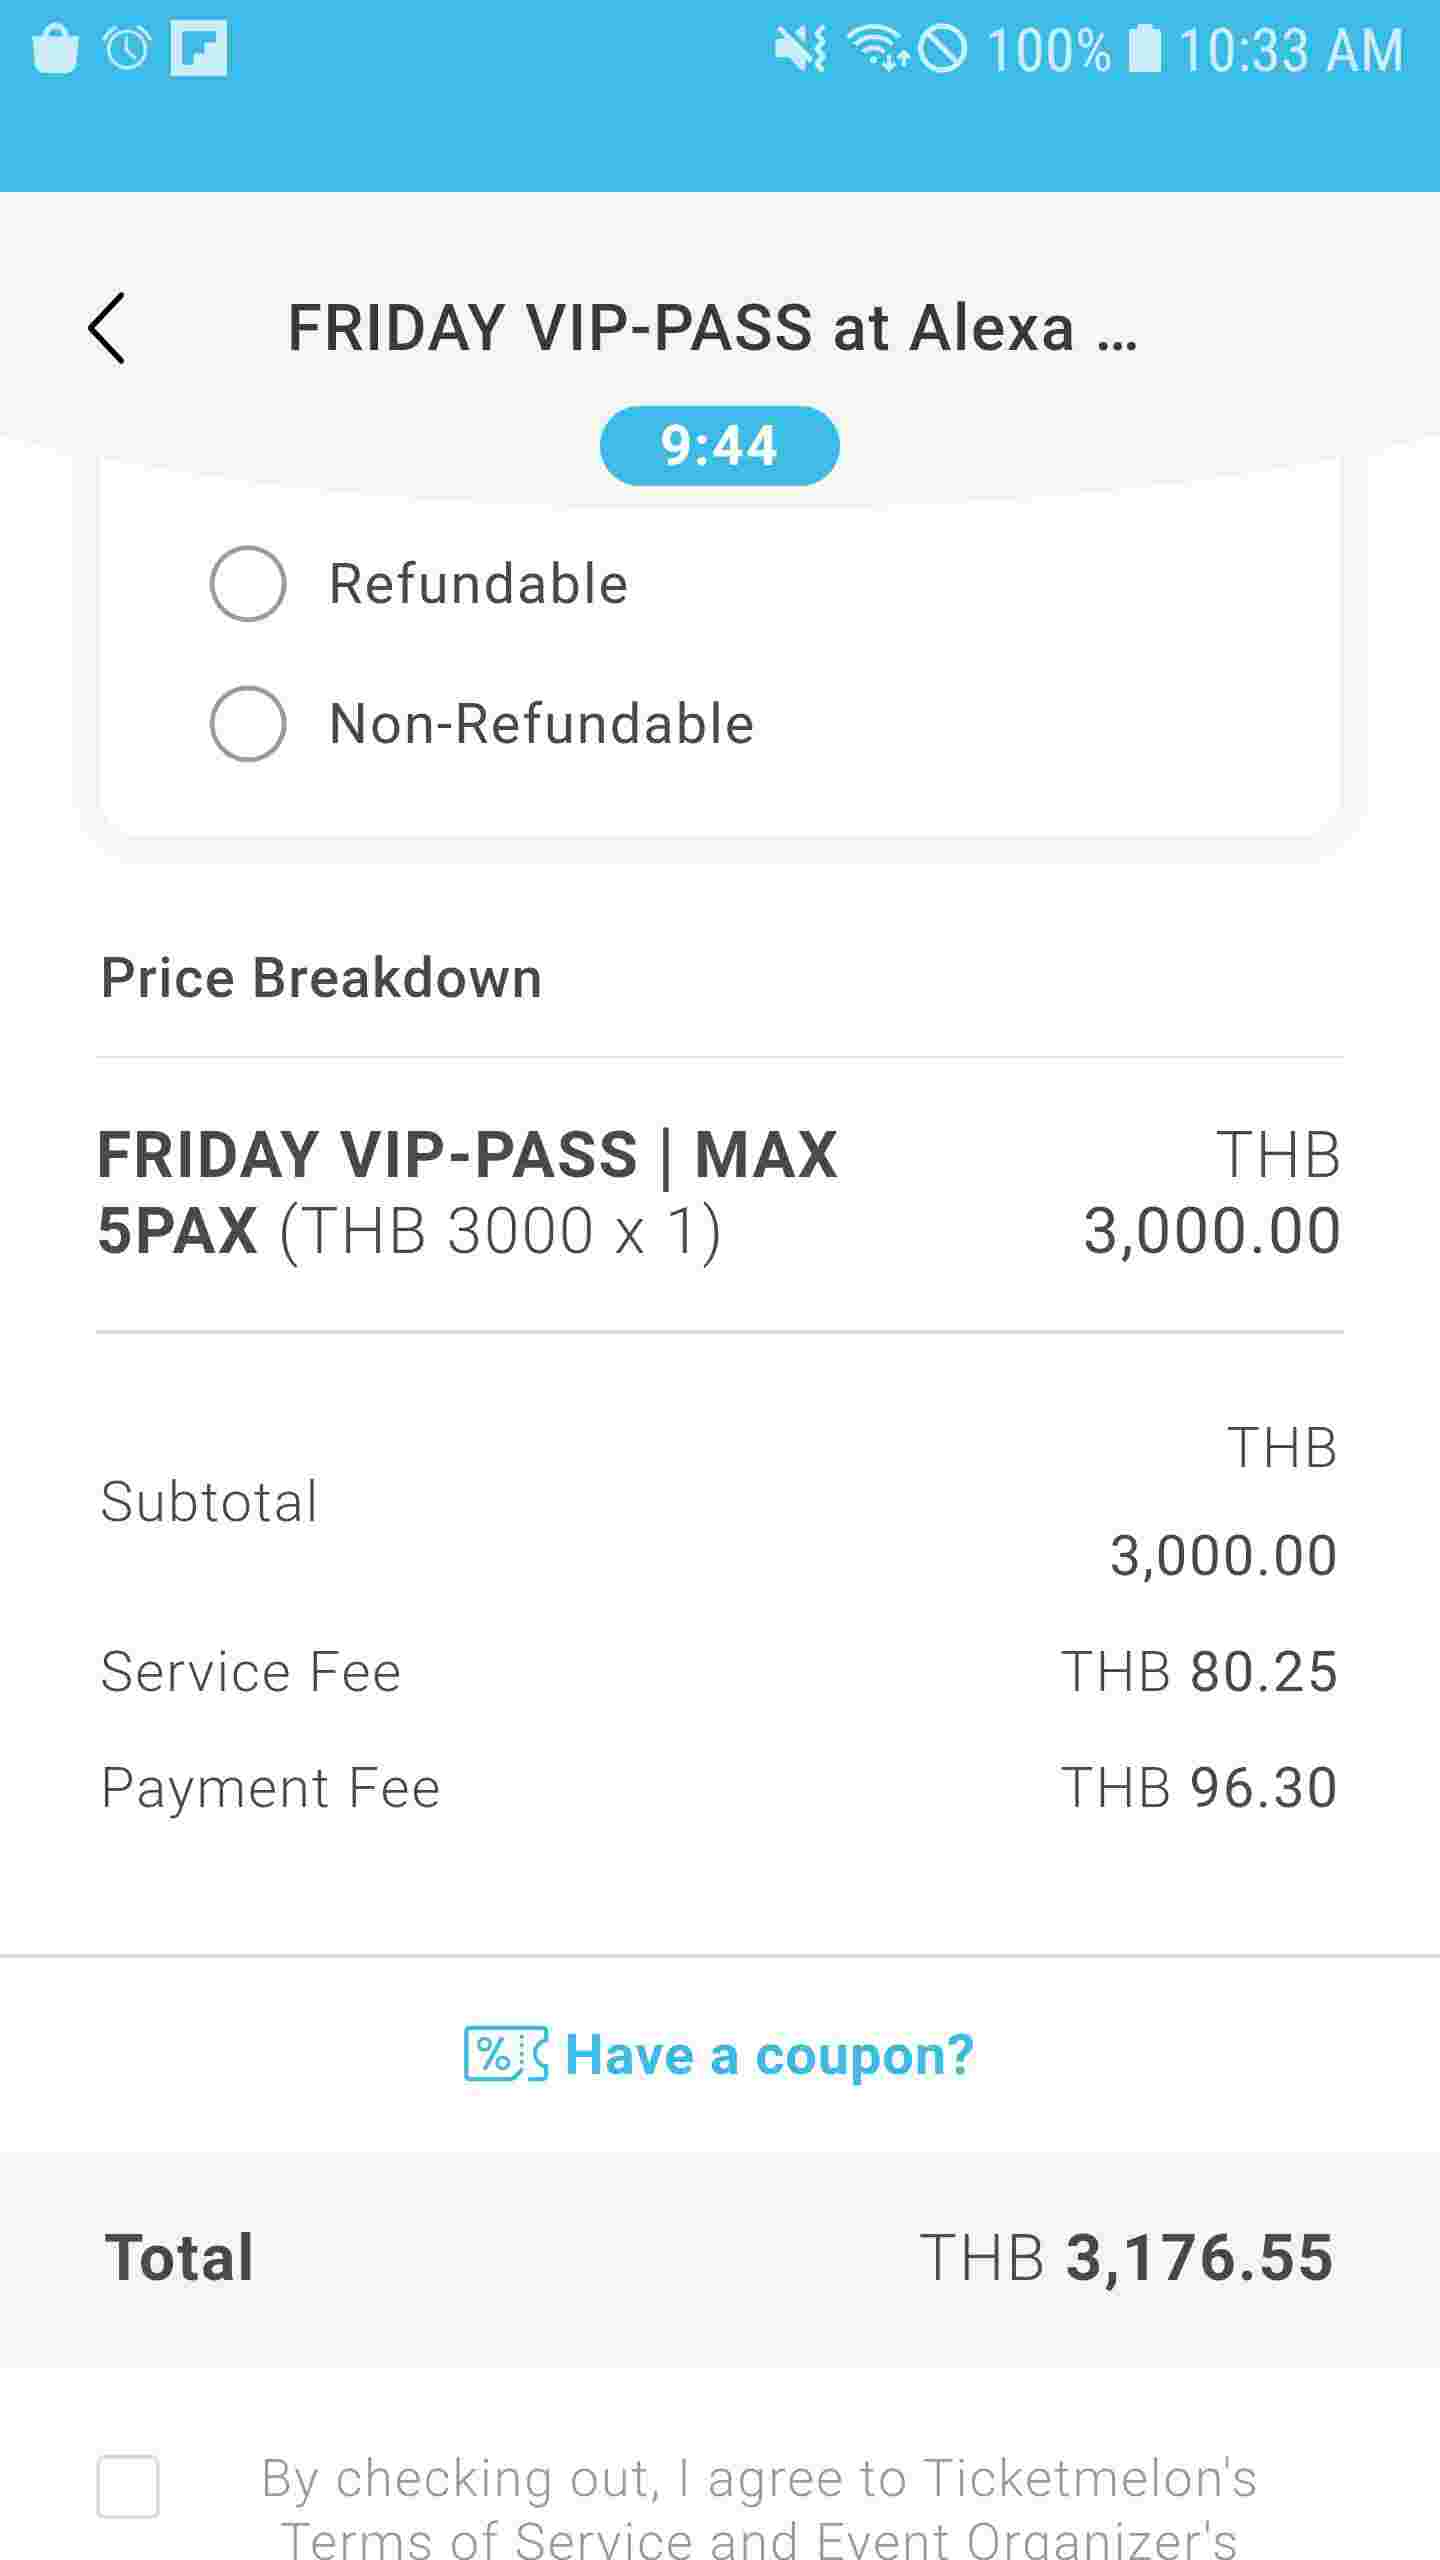 100% 10:33 AM
FRIDAY VIP-PASS at Alexa ...
9:44
Refundable
Non-Refundable
Price Breakdown
FRIDAY VIP-PASS | MAX THB
5PAX (THB 3000 x 1) 3,000.00
THB
Subtotal
3,000.00
Service Fee THB 80.25
Payment Fee THB 96.30
% Have a coupon?
Total THB 3,176.55
By checking out, I agree to Ticketmelon's
Terms of Service and Event Organizer's